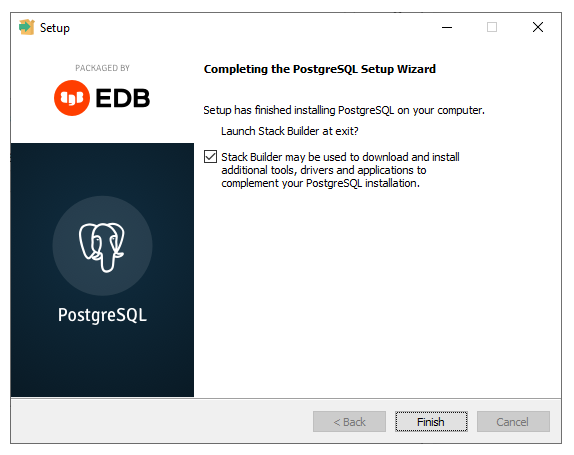 Setup
PACKAGED BY
EDB
PostgreSQL
Completing the PostgreSQL Setup Wizard
Setup has finished installing PostgreSQL on your computer.
Launch Stack Builder at exit?
Stack Builder may be used to download and install
additional tools, drivers and applications to
complement your PostgreSQL installation.
< Back
Finish
Cancel